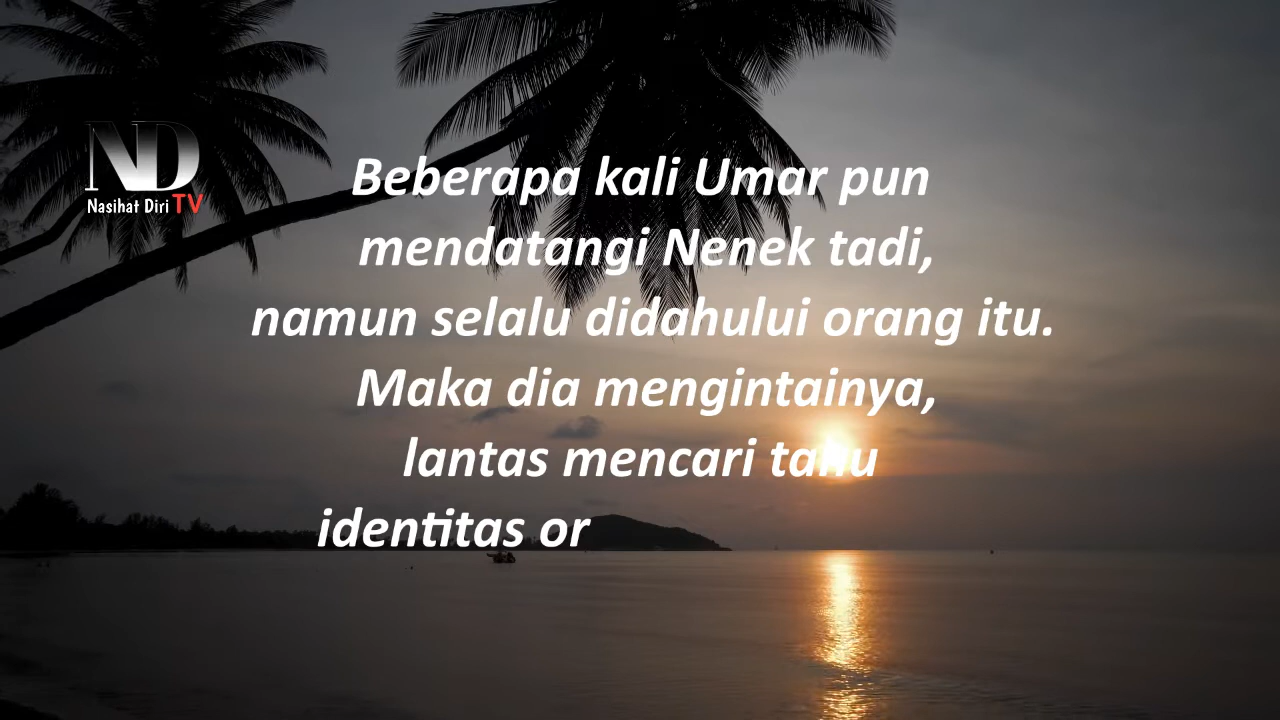 ND
Nasihat Diri TV
Beberapa kali Umar pun
mendatangi Nenek tadi,
namun selalu didahului orang itu.
Maka dia mengintainya,
lantas mencari tahu
identitas or